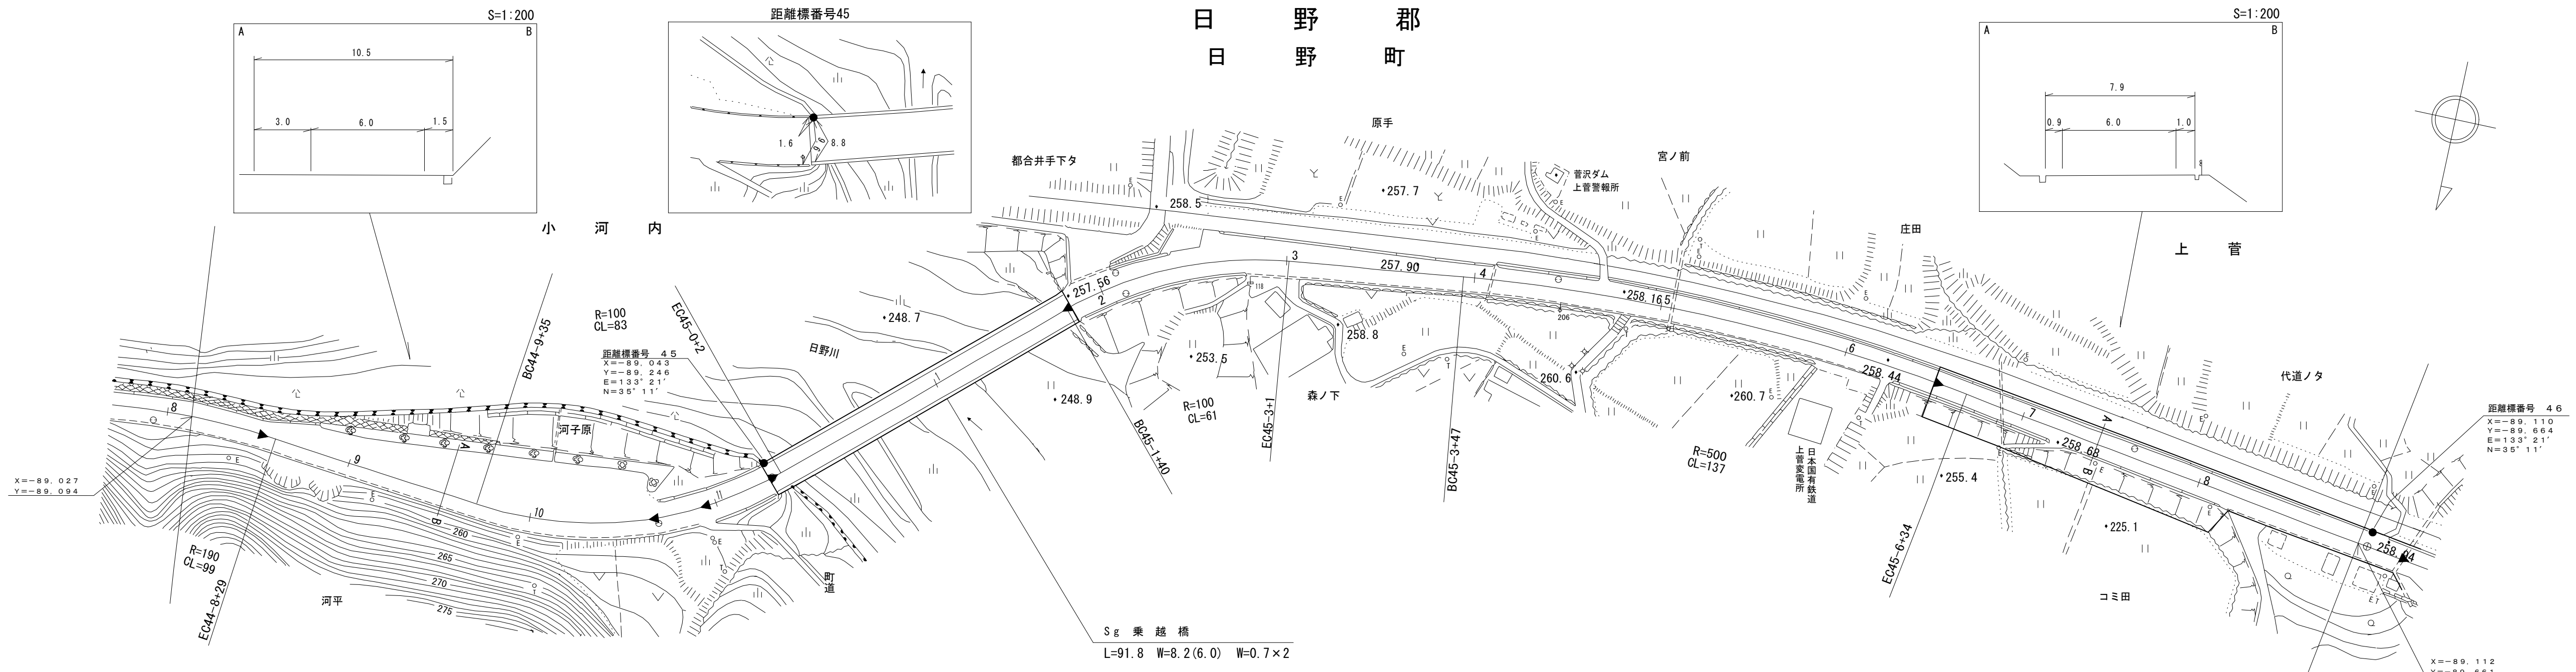 日野郡
日野町
S=1:200
A
B
10.5
3.0
6.0
1.5
距離標番号45
1.6
9.6
8.8
S=1:200
A
B
7.9
0.9
6.0
1.0
小河内
都合井手下タ
原手
宮ノ前
菅沢ダム
上菅警報所
庄田
上菅
代道ノタ
258.5
257.7
257.56
2
3
257.90
4
258.16
5
6
258.44
7
258.68
8
258.04
A
B
E
T
118
206
BC44-9+35
R=100
CL=83
EC45-0+2
距離標番号 45
X=-89.043
Y=-89.246
E=133°21′
N=35°11′
日野川
248.7
248.9
253.5
258.8
260.6
260.7
255.4
225.1
R=100
CL=61
BC45-1+40
EC45-3+1
森ノ下
BC45-3+47
R=500
CL=137
日本国有鉄道
上菅変電所
EC45-6+34
コミ田
距離標番号 46
X=-89.110
Y=-89.664
E=133°21′
N=35°11′
E.T
X=-89.112
Y=-89.661
8
9
10
11
A
B
河子原
X=-89.027
Y=-89.094
R=190
CL=99
EC44-8+29
260
265
270
275
河平
町道
Sg 乗越橋
L=91.8 W=8.2(6.0) W=0.7×2